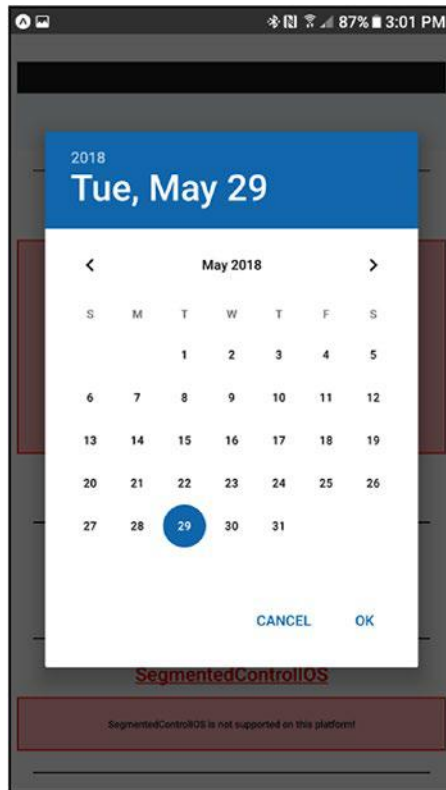 87% 3:01 PM
2018
Tue, May 29
May 2018
S M T W T F S
1 2 3 4 5
6 7 8 9 10 11 12
13 14 15 16 17 18 19
20 21 22 23 24 25 26
27 28 29 30 31
CANCEL OK
SegmentedControlIOS
SegmentedControlIOS is not supported on this platform!